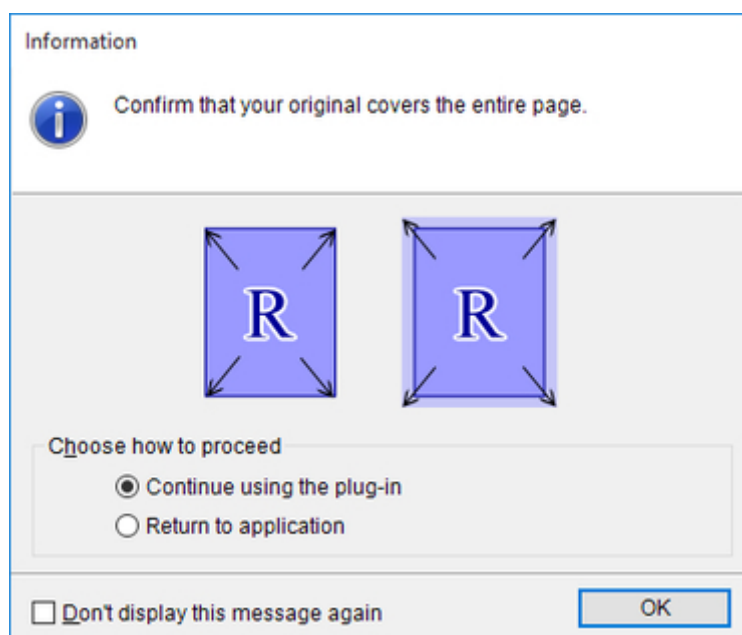 Information
Confirm that your original covers the entire page.
R R
Choose how to proceed
Continue using the plug-in
Return to application
Don't display this message again
OK